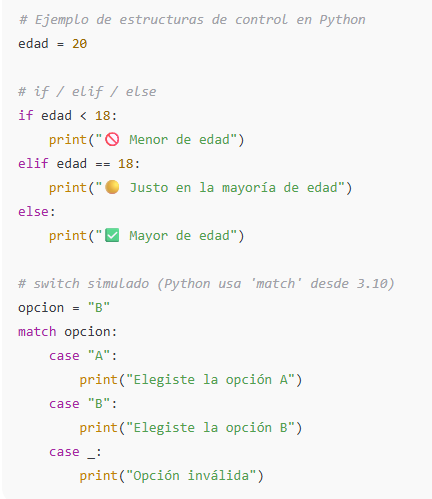 # Ejemplo de estructuras de control en Python
edad = 20
# if / elif / else
if edad < 18:
print("🚫 Menor de edad")
elif edad == 18:
print("🟡 Justo en la mayoría de edad")
else:
print("✅ Mayor de edad")
# switch simulado (Python usa 'match' desde 3.10)
opcion = "B"
match opcion:
case "A":
print("Elegiste la opción A")
case "B":
print("Elegiste la opción B")
case _:
print("Opción inválida")